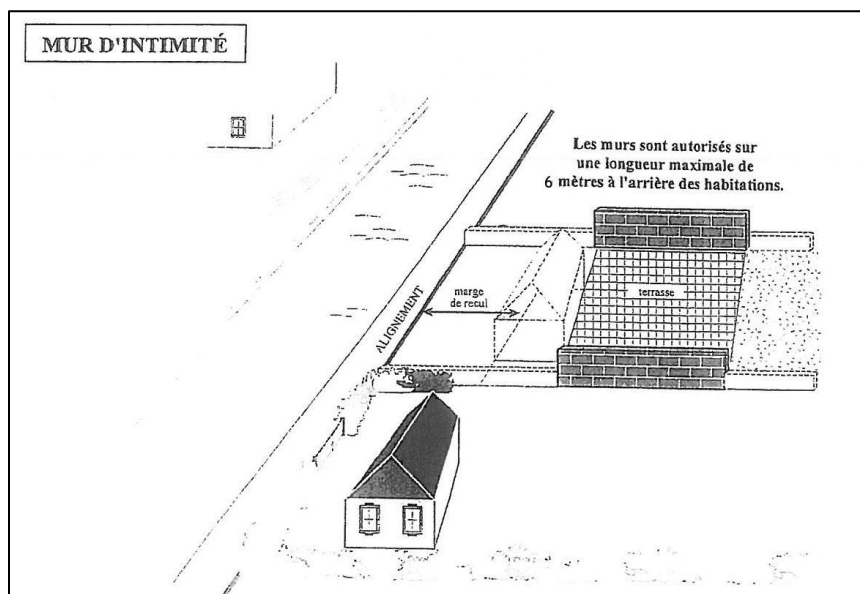 MUR D'INTIMITÉ
Les murs sont autorisés sur
une longueur maximale de
6 mètres à l'arrière des habitations.
ALIGNEMENT
marge
de recul
terrasse